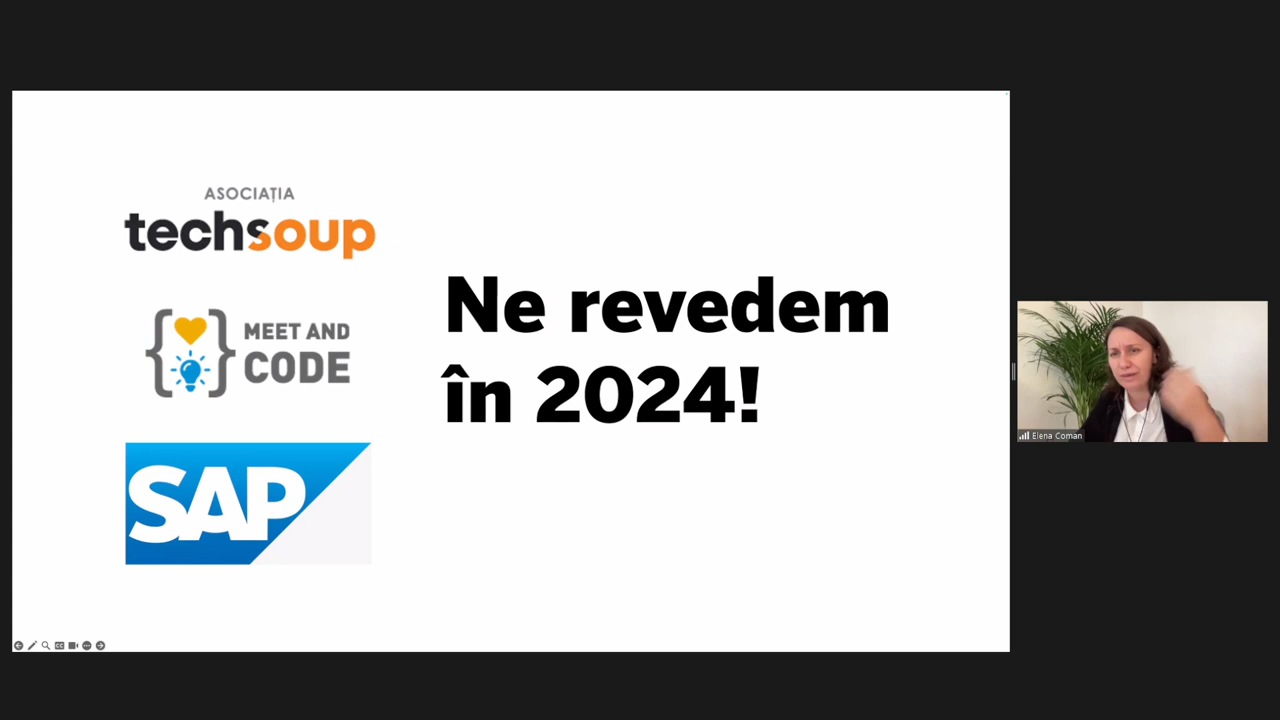 ASOCIAȚIA
techsoup
MEET AND
CODE
SAP
Ne revedem
în 2024!
Elena Coman